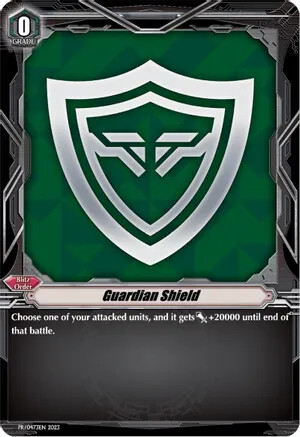 0
GRADE
Blitz
Order
Guardian Shield
Choose one of your attacked units, and it gets +20000 until end of
that battle.
PR/0477EN 2023